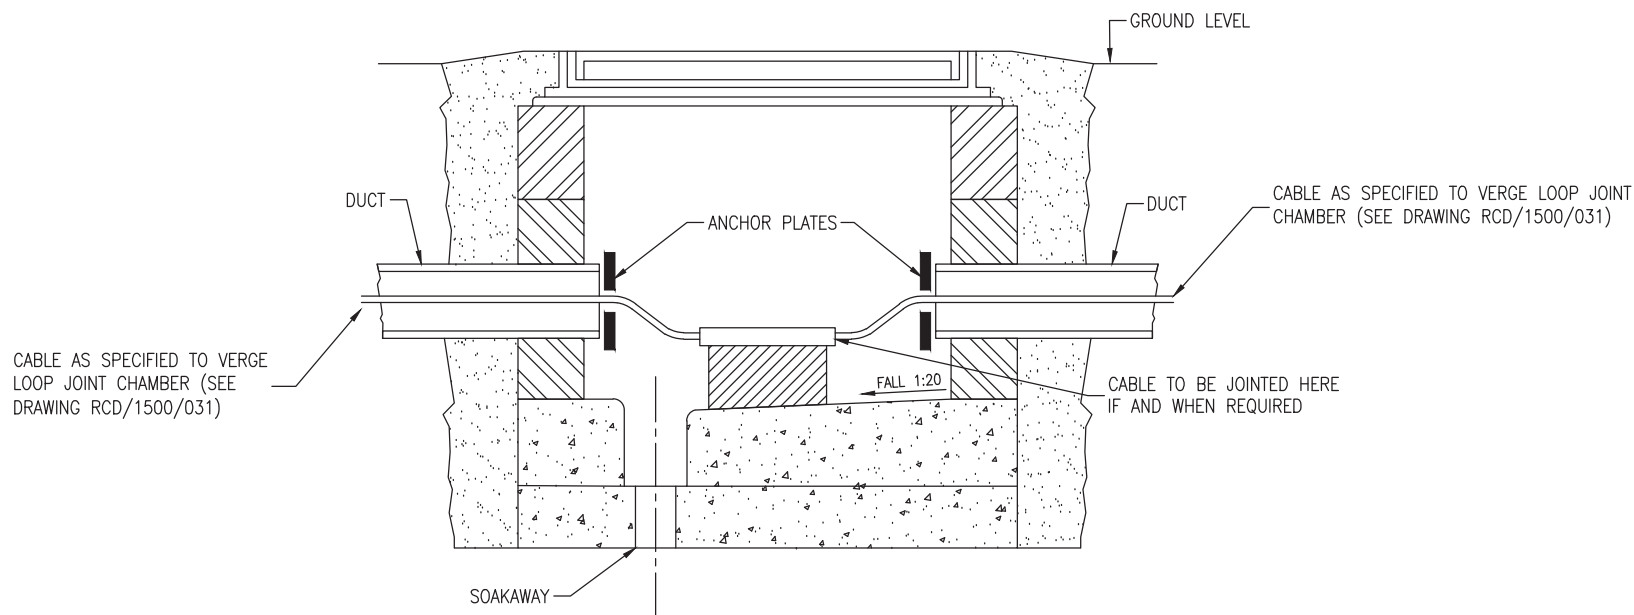 GROUND LEVEL
DUCT
ANCHOR PLATES
DUCT
CABLE AS SPECIFIED TO VERGE LOOP JOINT
CHAMBER (SEE DRAWING RCD/1500/031)
CABLE AS SPECIFIED TO VERGE
LOOP JOINT CHAMBER (SEE
DRAWING RCD/1500/031)
FALL 1:20
CABLE TO BE JOINTED HERE
IF AND WHEN REQUIRED
SOAKAWAY